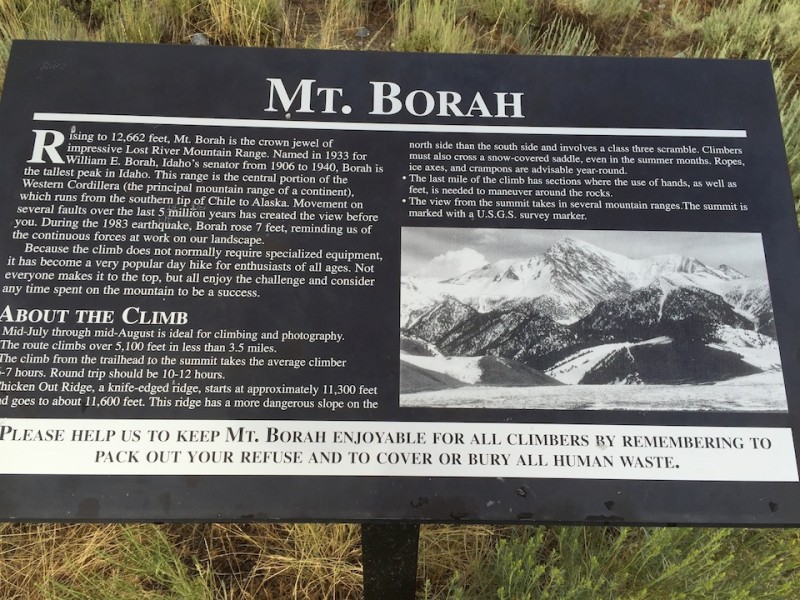 MT. BORAH
Rising to 12,662 feet, Mt. Borah is the crown jewel of
impressive Lost River Mountain Range. Named in 1933 for
William E. Borah, Idaho's senator from 1906 to 1940, Borah is
the tallest peak in Idaho. This range is the central portion of the
Western Cordillera (the principal mountain range of a continent),
which runs from the southern tip of Chile to Alaska. Movement on
several faults over the last 5 million years has created the view before
you. During the 1983 earthquake, Borah rose 7 feet, reminding us of
the continuous forces at work on our landscape.
Because the climb does not normally require specialized equipment,
it has become a very popular day hike for enthusiasts of all ages. Not
everyone makes it to the top, but all enjoy the challenge and consider
any time spent on the mountain to be a success.
ABOUT THE CLIMB
Mid-July through mid-August is ideal for climbing and photography.
The route climbs over 5,100 feet in less than 3.5 miles.
The climb from the trailhead to the summit takes the average climber
-7 hours. Round trip should be 10-12 hours.
hicken Out Ridge, a knife-edged ridge, starts at approximately 11,300 feet
nd goes to about 11,600 feet. This ridge has a more dangerous slope on the
north side than the south side and involves a class three scramble. Climbers
must also cross a snow-covered saddle, even in the summer months. Ropes,
ice axes, and crampons are advisable year-round.
• The last mile of the climb has sections where the use of hands, as well as
feet, is needed to maneuver around the rocks.
• The view from the summit takes in several mountain ranges.The summit is
marked with a U.S.G.S. survey marker.
PLEASE HELP US TO KEEP MT. BORAH ENJOYABLE FOR ALL CLIMBERS BY REMEMBERING TO
PACK OUT YOUR REFUSE AND TO COVER OR BURY ALL HUMAN WASTE.